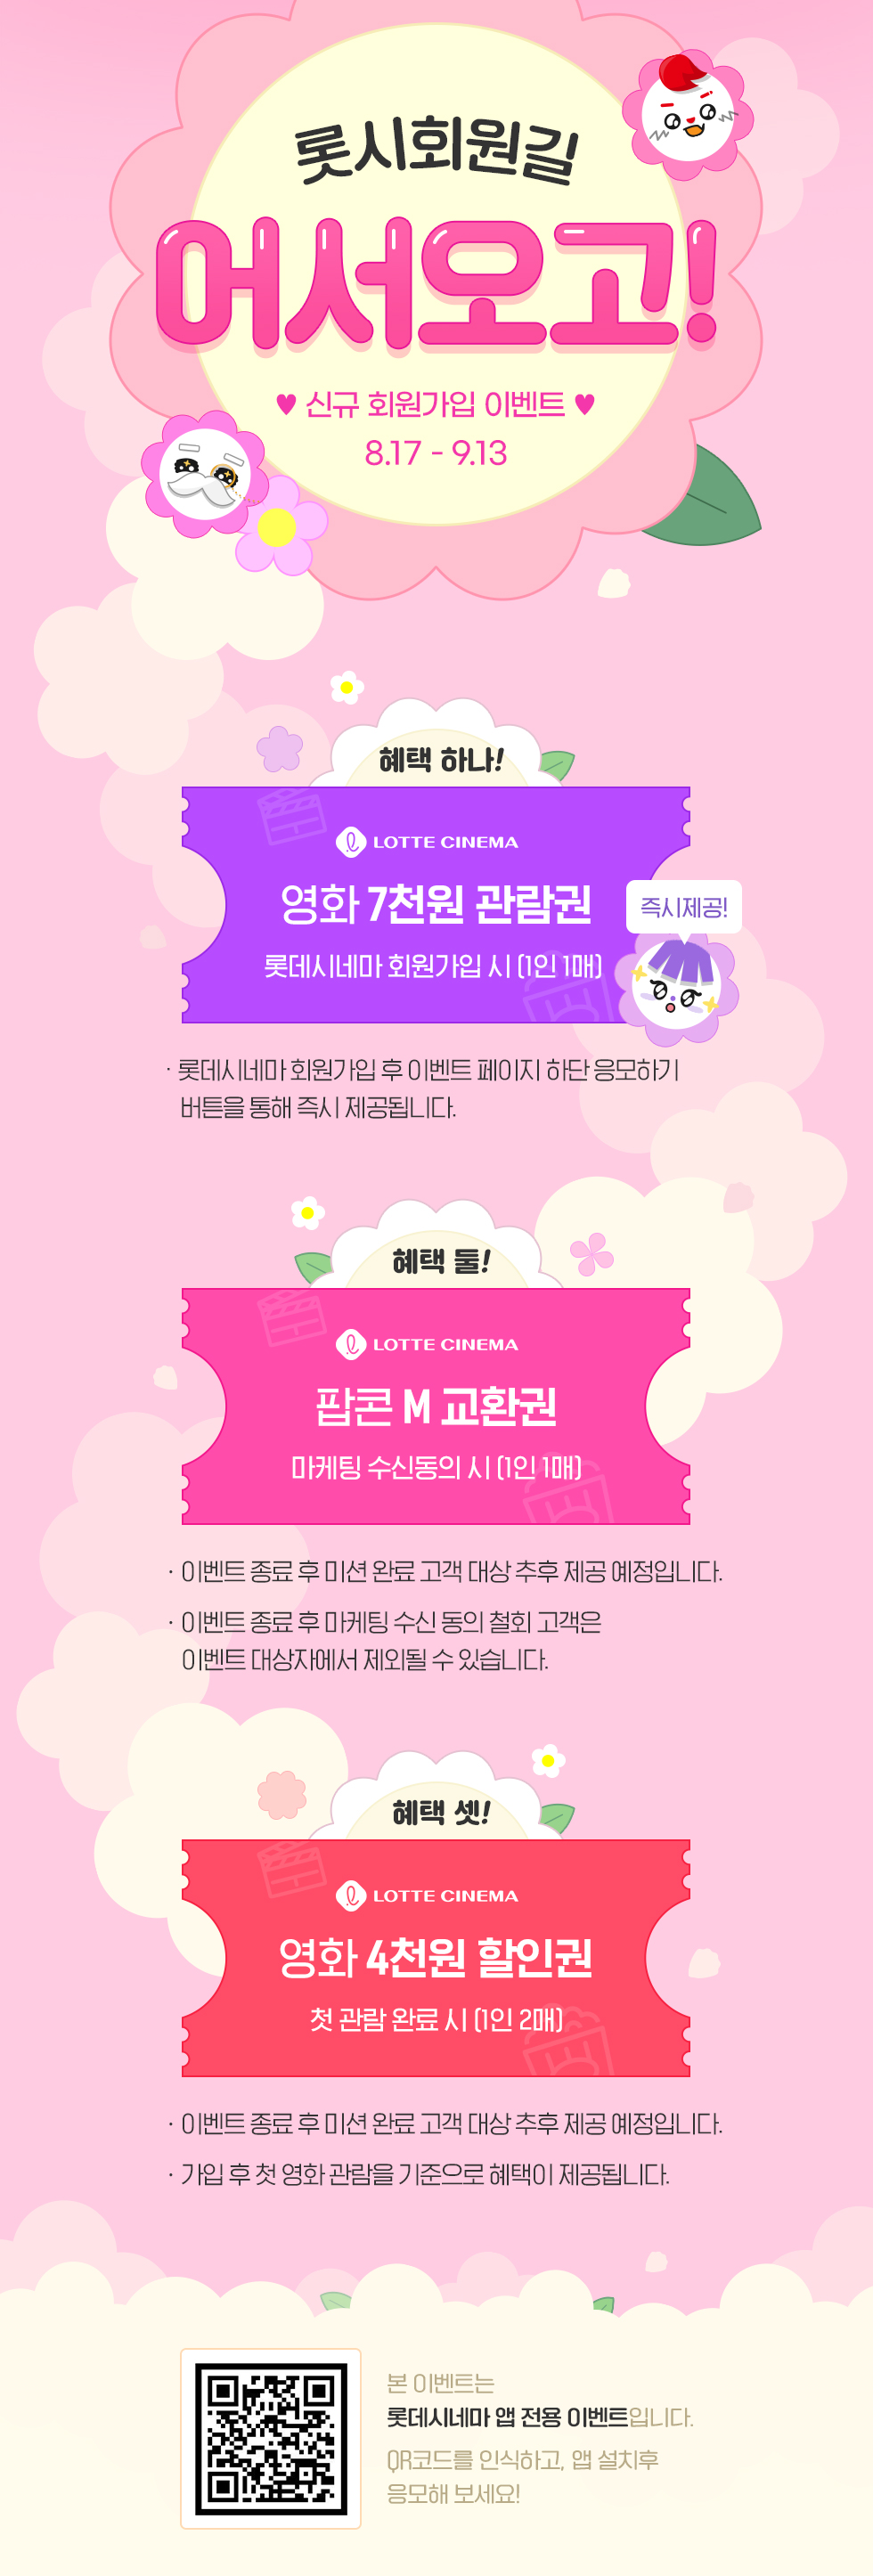 롯시회원길
어서오고!
♥ 신규 회원가입 이벤트 ♥
8.17 - 9.13
혜택 하나!
LOTTE CINEMA
영화 7천원 관람권
즉시제공!
롯데시네마 회원가입 시 (1인 1매)
· 롯데시네마 회원가입 후 이벤트 페이지 하단 응모하기
버튼을 통해 즉시 제공됩니다.
혜택 둘!
LOTTE CINEMA
팝콘 M 교환권
마케팅 수신동의 시 (1인 1매)
· 이벤트 종료 후 미션 완료 고객 대상 추후 제공 예정입니다.
· 이벤트 종료 후 마케팅 수신 동의 철회 고객은
이벤트 대상자에서 제외될 수 있습니다.
혜택 셋!
LOTTE CINEMA
영화 4천원 할인권
첫 관람 완료 시 (1인 2매)
· 이벤트 종료 후 미션 완료 고객 대상 추후 제공 예정입니다.
· 가입 후 첫 영화 관람을 기준으로 혜택이 제공됩니다.
본 이벤트는
롯데시네마 앱 전용 이벤트입니다.
QR코드를 인식하고, 앱 설치후
응모해 보세요!